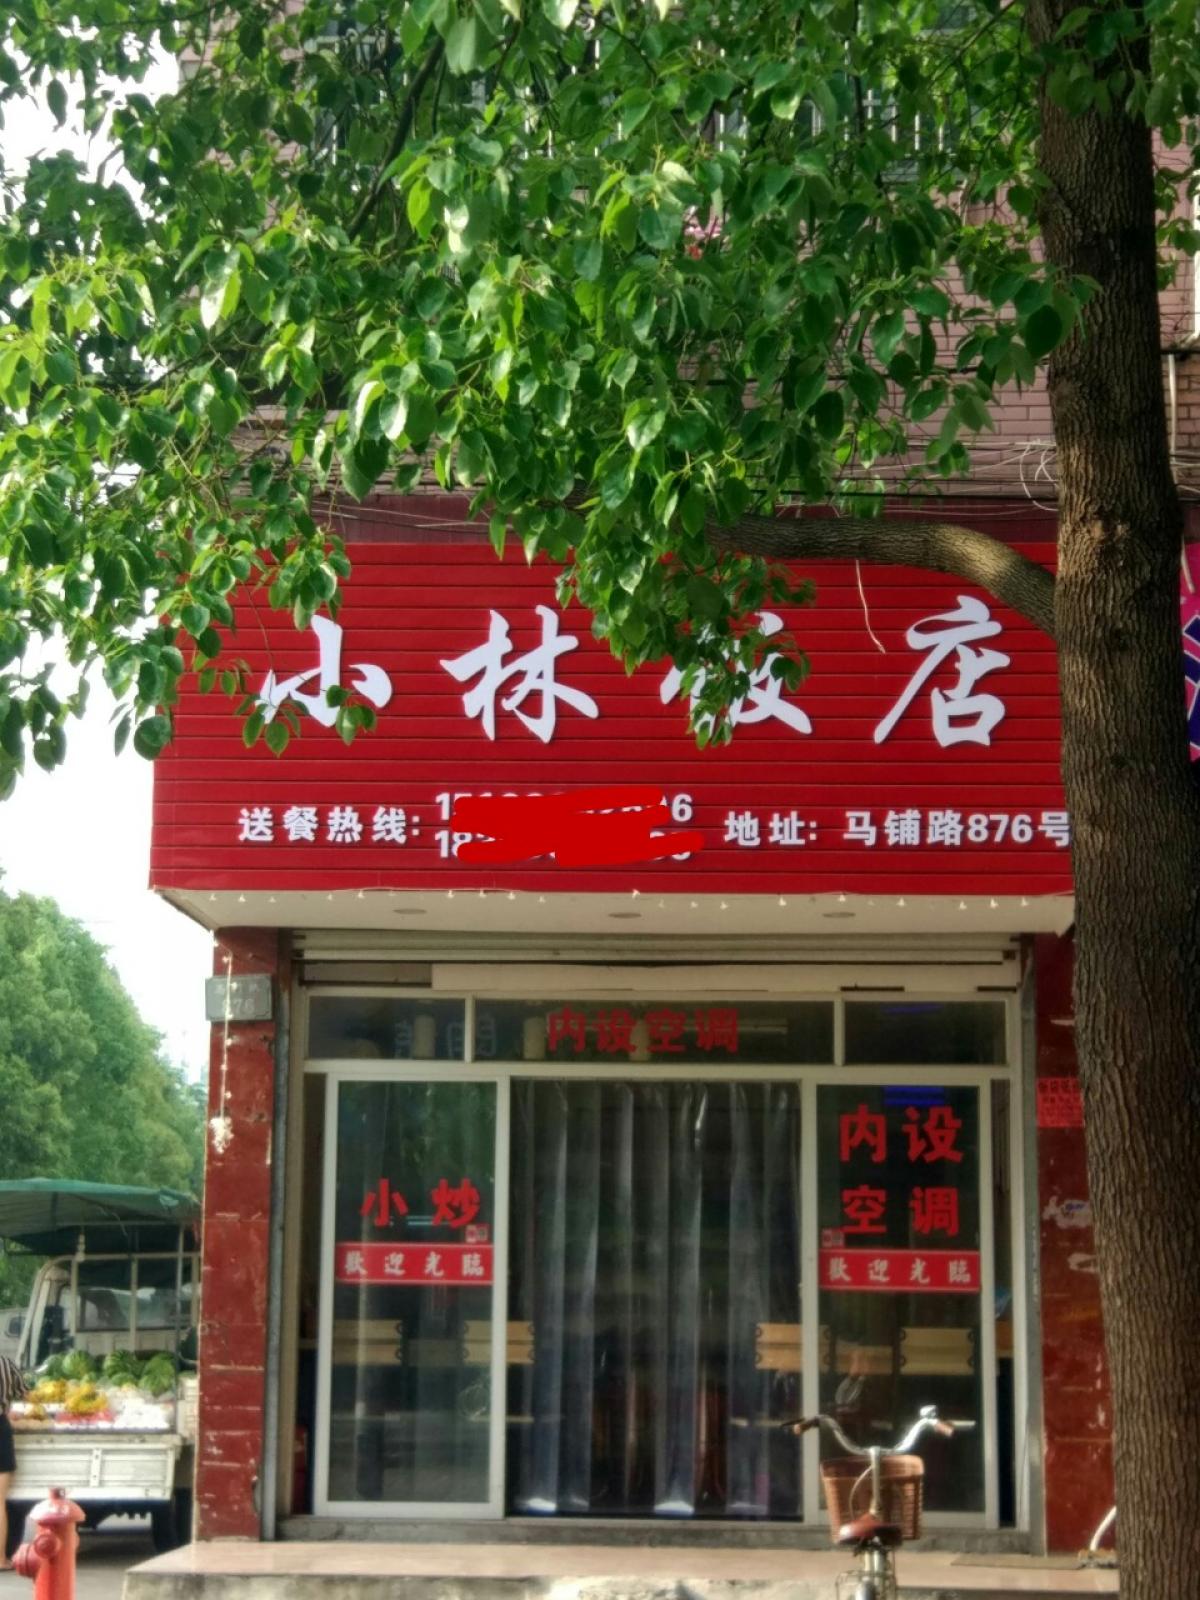 小林饭店
送餐热线:
地址: 马铺路876号
876
内设空调
内设
空调
小炒
歡迎光臨
歡迎光臨